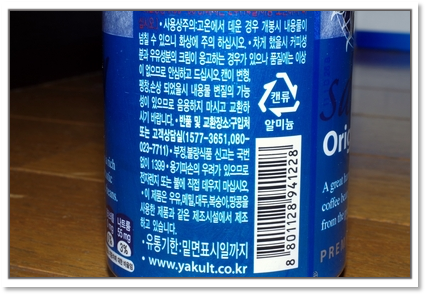 • 사용상주의:고온에서 데운 경우 개봉시 내용물이
넘칠 수 있으니 화상에 주의 하십시오. • 차게 했을시 커피성
분과 우유성분의 크림이 응고하는 경우가 있으나 품질에는 이상
이 없으므로 안심하고 드십시오. 캔이 변형,
팽창,손상 되었을시 내용물 변질의 가능
성이 있으므로 음용하지 마시고 교환하
시기 바랍니다. • 반품 및 교환장소:구입처
또는 고객상담실(1577-3651,080-
023-7711) • 부정,불량식품 신고는 국번
없이 1399 • 용기파손의 우려가 있으므로
전자렌지 또는 불에 직접 데우지 마십시오.
• 이 제품은 우유,메밀,대두,복숭아,땅콩을
사용한 제품과 같은 제조시설에서 제조
하고 있습니다.
• 유통기한:밑면표시일까지
• www.yakult.co.kr
캔류
알미늄
8 801128 941228
Orig
A great
coffee be
from the
PREM
나트륨
55 mg
3%